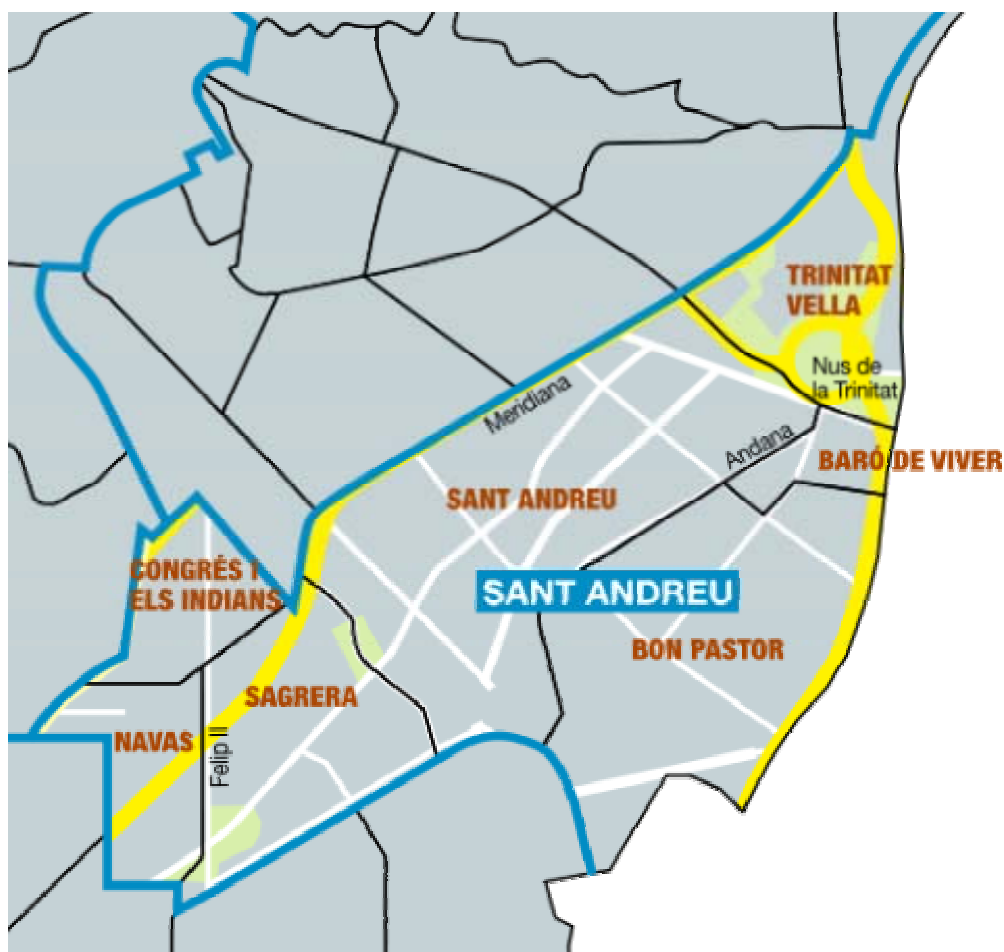 TRINITAT
VELLA
Nus de
la Trinitat
Meridiana
Andana
BARÓ DE VIVER
SANT ANDREU
CONGRÉS I
ELS INDIANS
SANT ANDREU
BON PASTOR
SAGRERA
NAVAS
Felip II